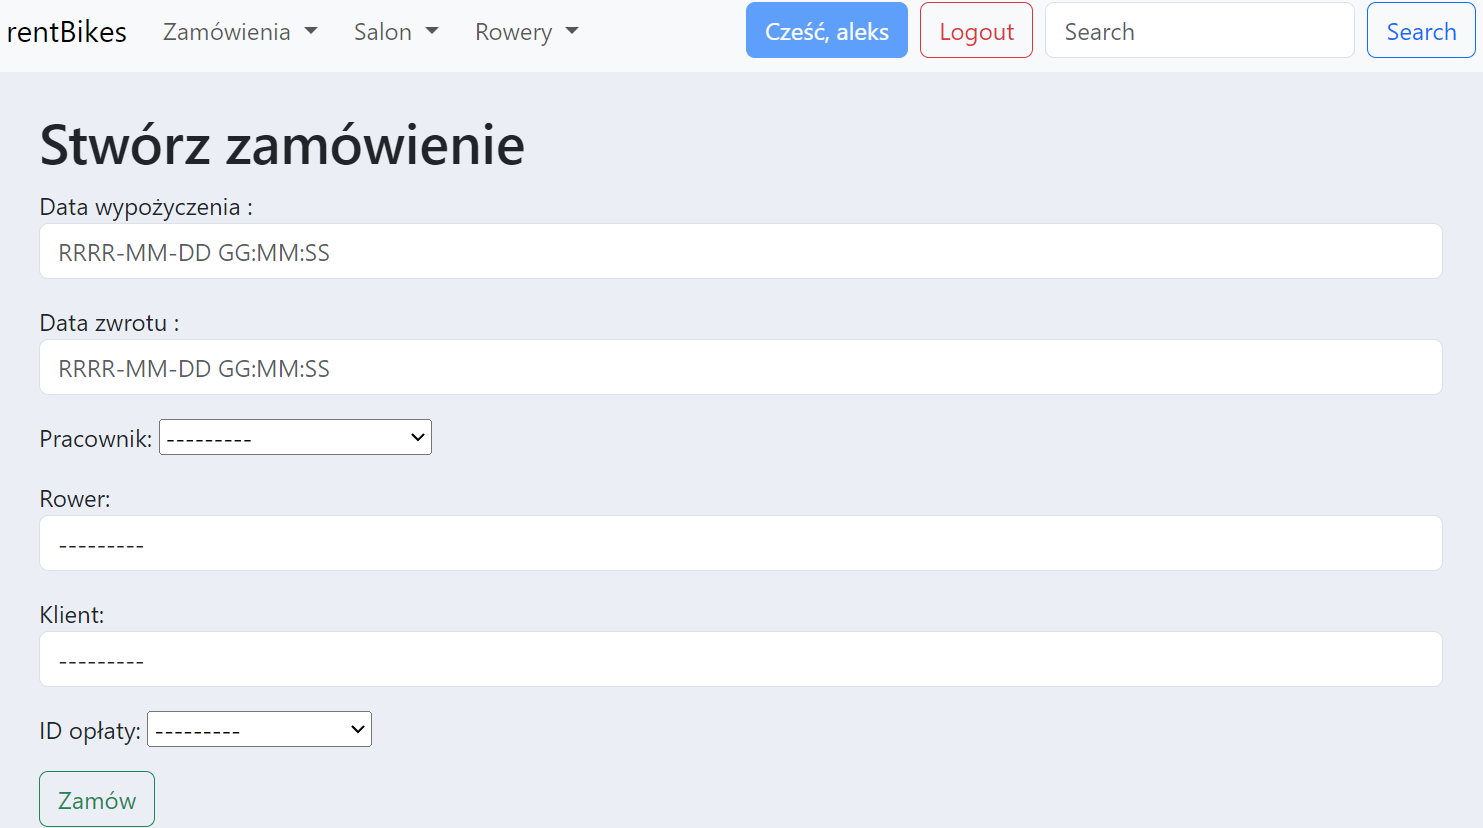 rentBikes Zamówienia Salon Rowery Cześć, aleks Logout Search Search
Stwórz zamówienie
Data wypożyczenia :
RRRR-MM-DD GG:MM:SS
Data zwrotu :
RRRR-MM-DD GG:MM:SS
Pracownik: ---------
Rower:
---------
Klient:
---------
ID opłaty: ---------
Zamów